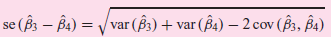 se (β̂3 − β̂4) = √var (β̂3) + var (β̂4) − 2 cov (β̂3, β̂4)